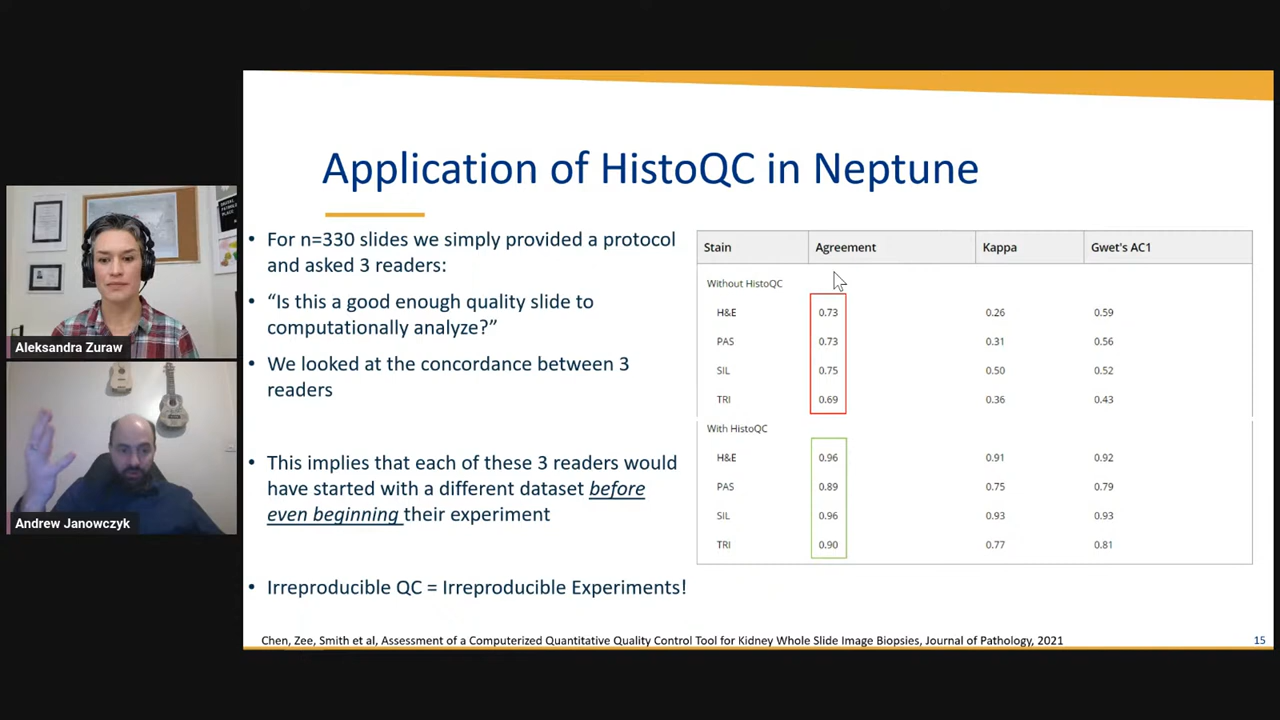 Application of HistoQC in Neptune
• For n=330 slides we simply provided a protocol
and asked 3 readers:
• “Is this a good enough quality slide to
computationally analyze?”
• We looked at the concordance between 3
readers
• This implies that each of these 3 readers would
have started with a different dataset before
even beginning their experiment
• Irreproducible QC = Irreproducible Experiments!
Stain Agreement Kappa Gwet's AC1
Without HistoQC
H&E 0.73 0.26 0.59
PAS 0.73 0.31 0.56
SIL 0.75 0.50 0.52
TRI 0.69 0.36 0.43
With HistoQC
H&E 0.96 0.91 0.92
PAS 0.89 0.75 0.79
SIL 0.96 0.93 0.93
TRI 0.90 0.77 0.81
Chen, Zee, Smith et al, Assessment of a Computerized Quantitative Quality Control Tool for Kidney Whole Slide Image Biopsies, Journal of Pathology, 2021
15
Aleksandra Zuraw
Andrew Janowczyk